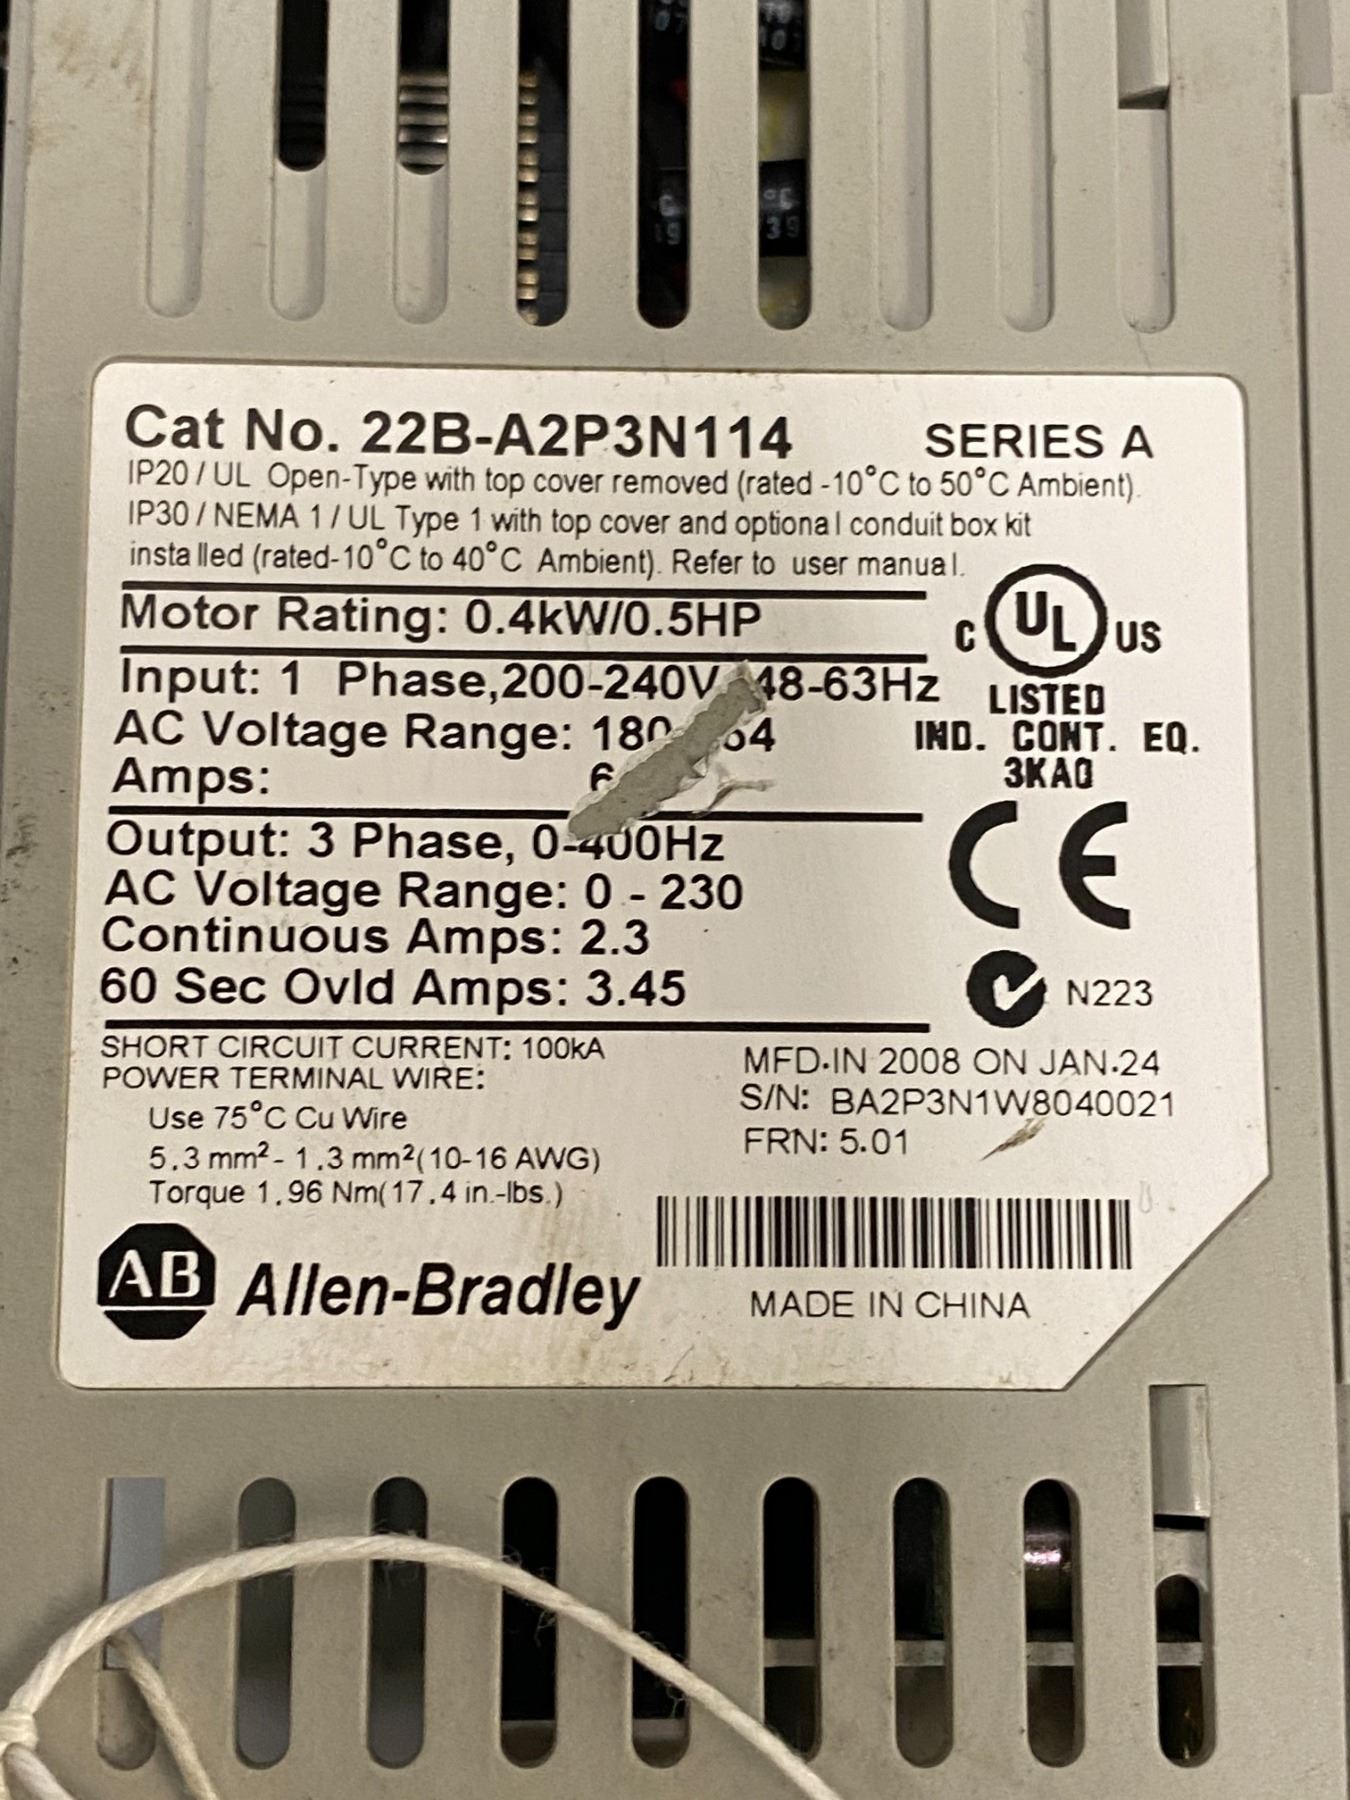 Cat No. 22B-A2P3N114 SERIES A
IP20 / UL Open-Type with top cover removed (rated -10°C to 50°C Ambient).
IP30 / NEMA 1 / UL Type 1 with top cover and optional conduit box kit
installed (rated-10°C to 40°C Ambient). Refer to user manual.
Motor Rating: 0.4kW/0.5HP
C UL US
Input: 1 Phase,200-240V 48-63Hz
LISTED
AC Voltage Range:
IND. CONT. EQ.
Amps:
3KAQ
Output: 3 Phase, 0-400Hz
CE
AC Voltage Range: 0 - 230
Continuous Amps: 2.3
60 Sec Ovld Amps: 3.45
N223
SHORT CIRCUIT CURRENT: 100kA
POWER TERMINAL WIRE:
Use 75°C Cu Wire
5.3 mm²- 1.3 mm²(10-16 AWG)
Torque 1.96 Nm(17.4 in.-lbs.)
MFD.IN 2008 ON JAN.24
S/N: BA2P3N1W8040021
FRN: 5.01
AB Allen-Bradley
MADE IN CHINA